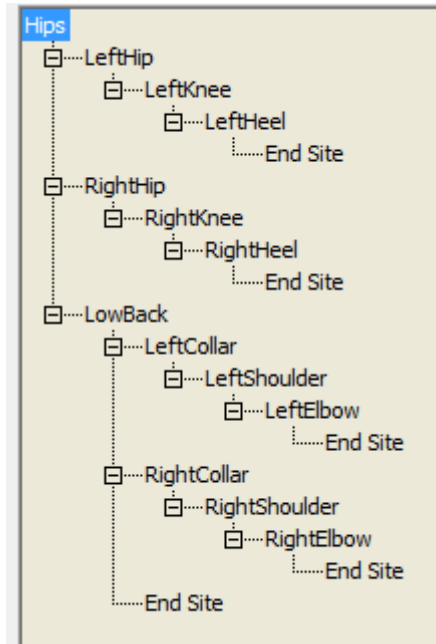 Hips
LeftHip
LeftKnee
LeftHeel
End Site
RightHip
RightKnee
RightHeel
End Site
LowBack
LeftCollar
LeftShoulder
LeftElbow
End Site
RightCollar
RightShoulder
RightElbow
End Site
End Site